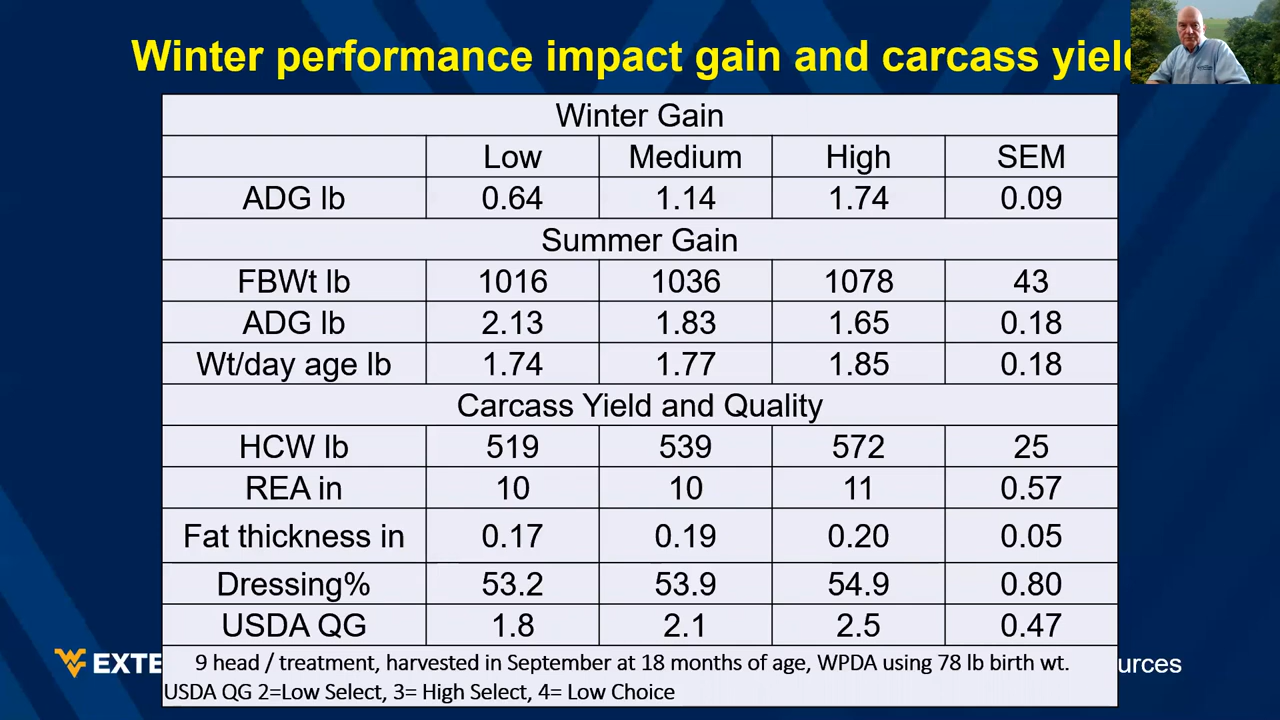 Winter performance impact gain and carcass yield
Winter Gain
Low Medium High SEM
ADG lb 0.64 1.14 1.74 0.09
Summer Gain
FBWt lb 1016 1036 1078 43
ADG lb 2.13 1.83 1.65 0.18
Wt/day age lb 1.74 1.77 1.85 0.18
Carcass Yield and Quality
HCW lb 519 539 572 25
REA in 10 10 11 0.57
Fat thickness in 0.17 0.19 0.20 0.05
Dressing% 53.2 53.9 54.9 0.80
USDA QG 1.8 2.1 2.5 0.47
EXTE
9 head / treatment, harvested in September at 18 months of age, WPDA using 78 lb birth wt.
urces
USDA QG 2=Low Select, 3= High Select, 4= Low Choice